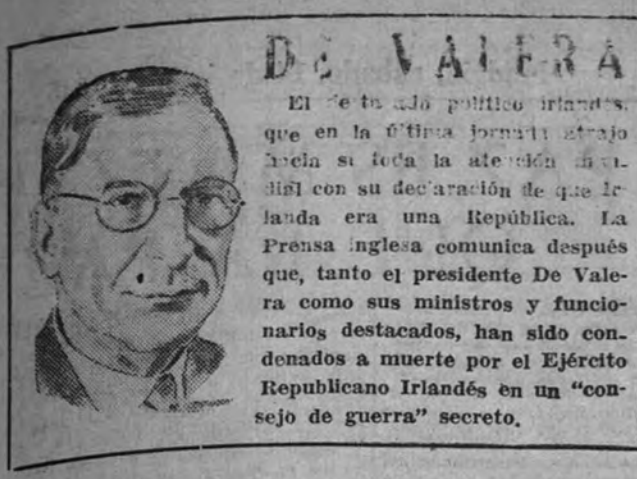 DE VALERA
El destacado político irlandés,
que en la última jornada atrajo
hacia sí toda la atención mun-
dial con su declaración de que Ir-
landa era una República. La
Prensa inglesa comunica después
que, tanto el presidente De Vale-
ra como sus ministros y funcio-
narios destacados, han sido con-
denados a muerte por el Ejército
Republicano Irlandés en un “con-
sejo de guerra” secreto.